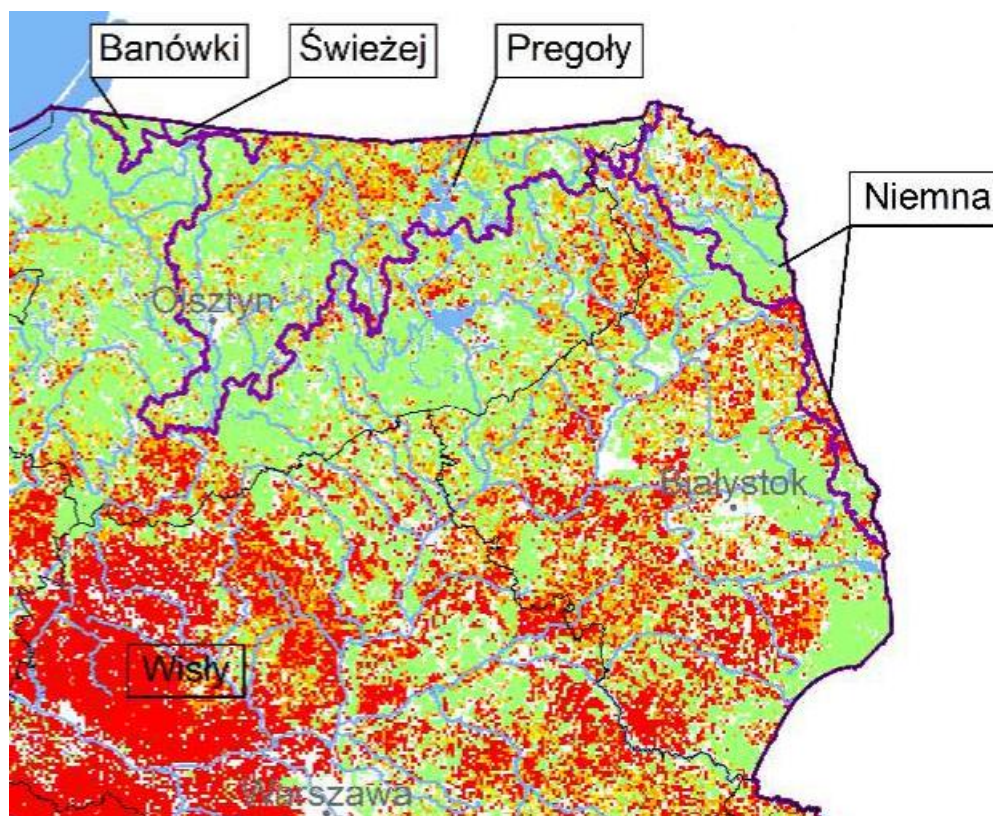 Banówki
Świeżej
Pregoły
Niemna
Olsztyn
Białystok
Wisły
Warszawa